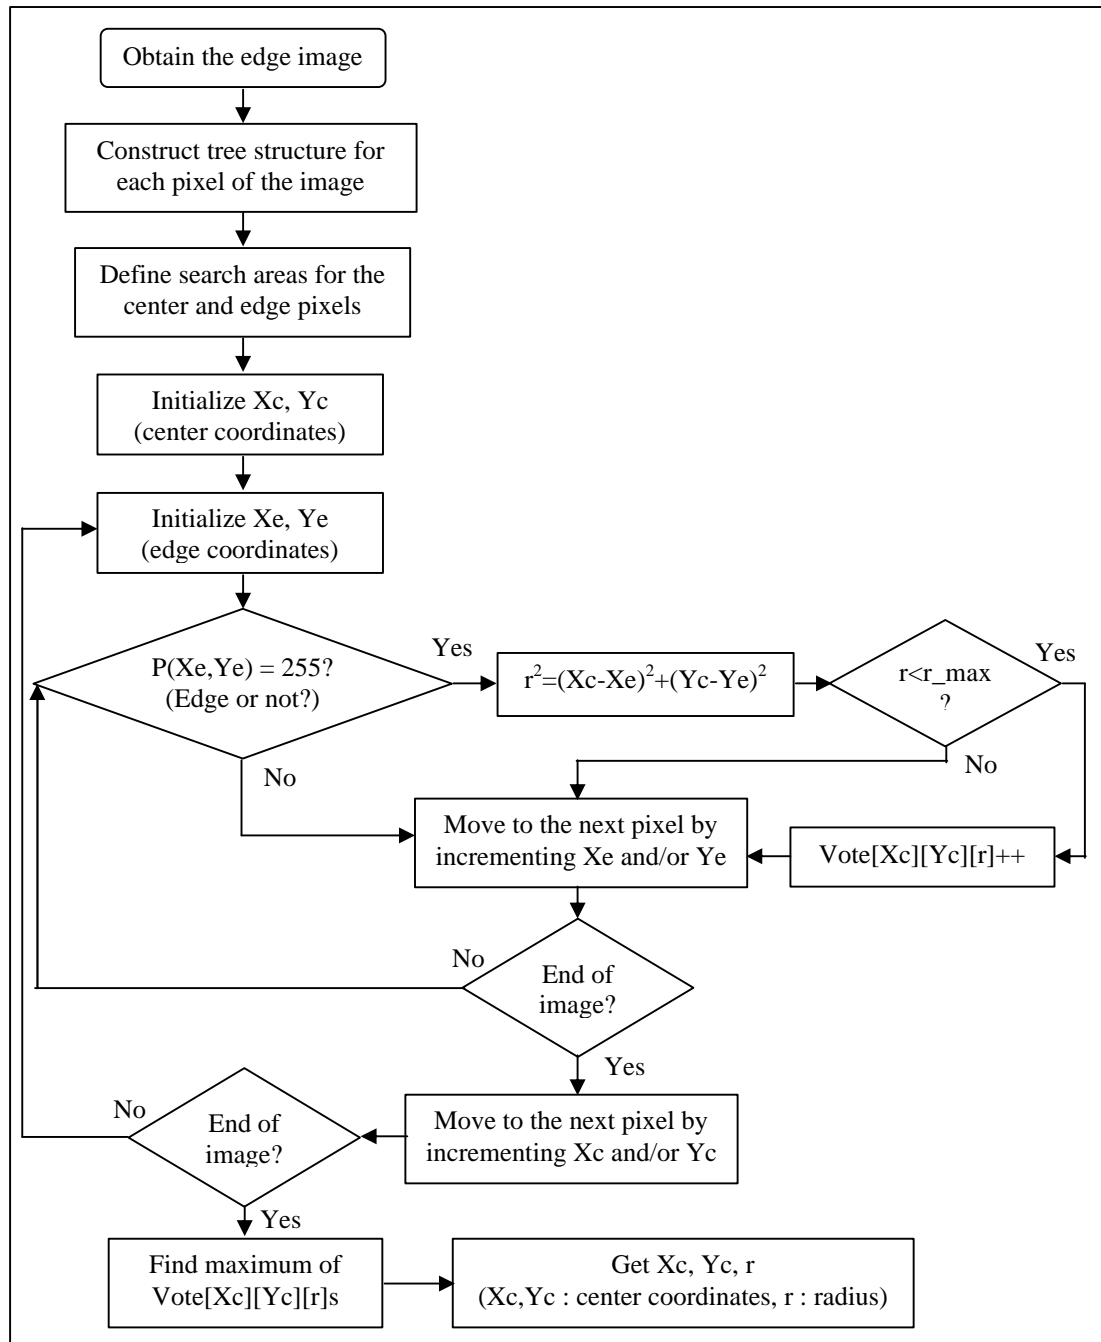 Obtain the edge image
Construct tree structure for
each pixel of the image
Define search areas for the
center and edge pixels
Initialize Xc, Yc
(center coordinates)
Initialize Xe, Ye
(edge coordinates)
P(Xe,Ye) = 255?
(Edge or not?)
Yes
r²=(Xc-Xe)²+(Yc-Ye)²
r<r_max
?
Yes
No
No
Move to the next pixel by
incrementing Xe and/or Ye
Vote[Xc][Yc][r]++
End of
image?
No
Yes
Move to the next pixel by
incrementing Xc and/or Yc
End of
image?
No
Yes
Find maximum of
Vote[Xc][Yc][r]s
Get Xc, Yc, r
(Xc,Yc : center coordinates, r : radius)